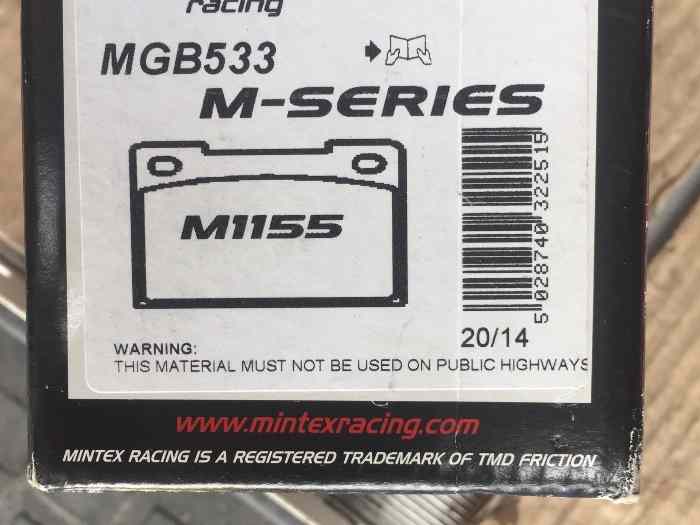 racing
MGB533
M-SERIES
M1155
5 028740 322515
20/14
WARNING:
THIS MATERIAL MUST NOT BE USED ON PUBLIC HIGHWAYS
www.mintexracing.com
MINTEX RACING IS A REGISTERED TRADEMARK OF TMD FRICTION